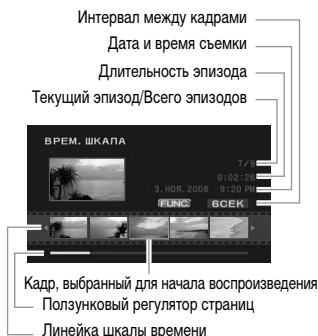 Интервал между кадрами
Дата и время съемки
Длительность эпизода
Текущий эпизод/Всего эпизодов
ВРЕМ. ШКАЛА
7/9
0:02:26
3. НОЯ. 2008 9:20 PM
FUNC. 6СЕК
Кадр, выбранный для начала воспроизведения
Ползунковый регулятор страниц
Линейка шкалы времени